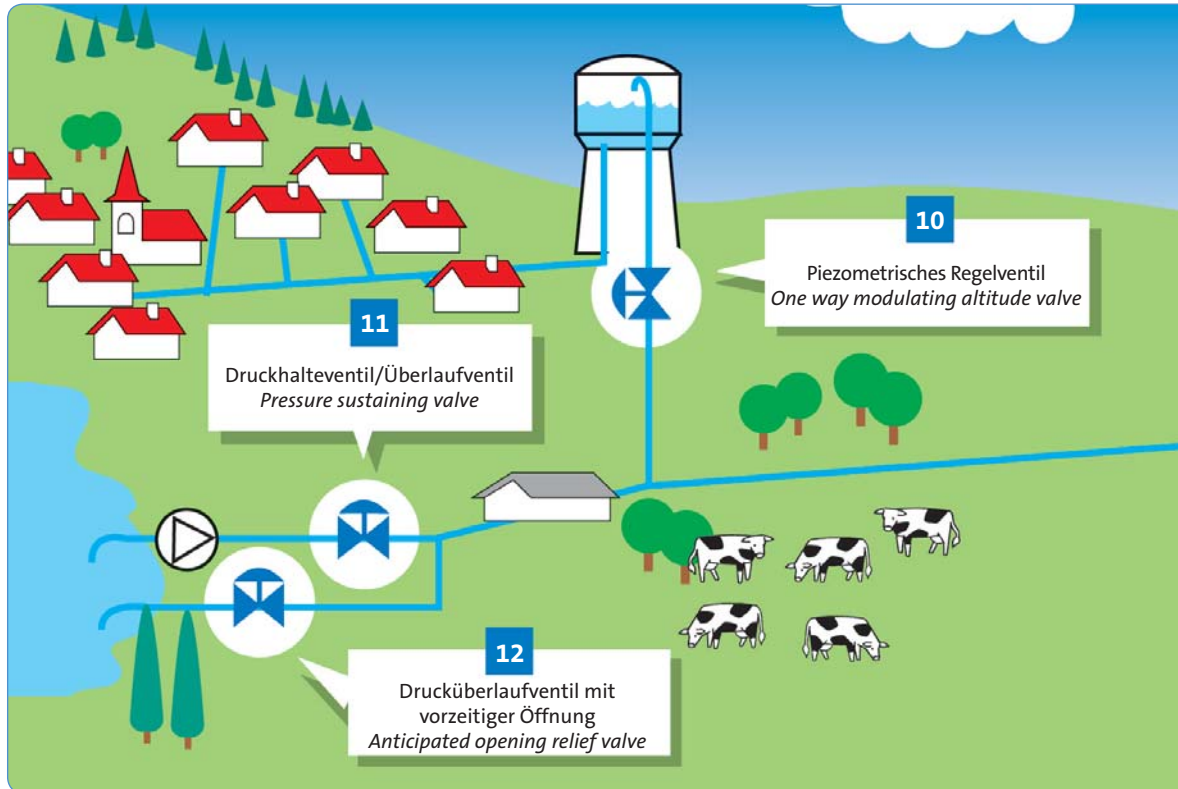 10
Piezometrisches Regelventil
One way modulating altitude valve
11
Druckhalteventil/Überlaufventil
Pressure sustaining valve
12
Drucküberlaufventil mit
vorzeitiger Öffnung
Anticipated opening relief valve